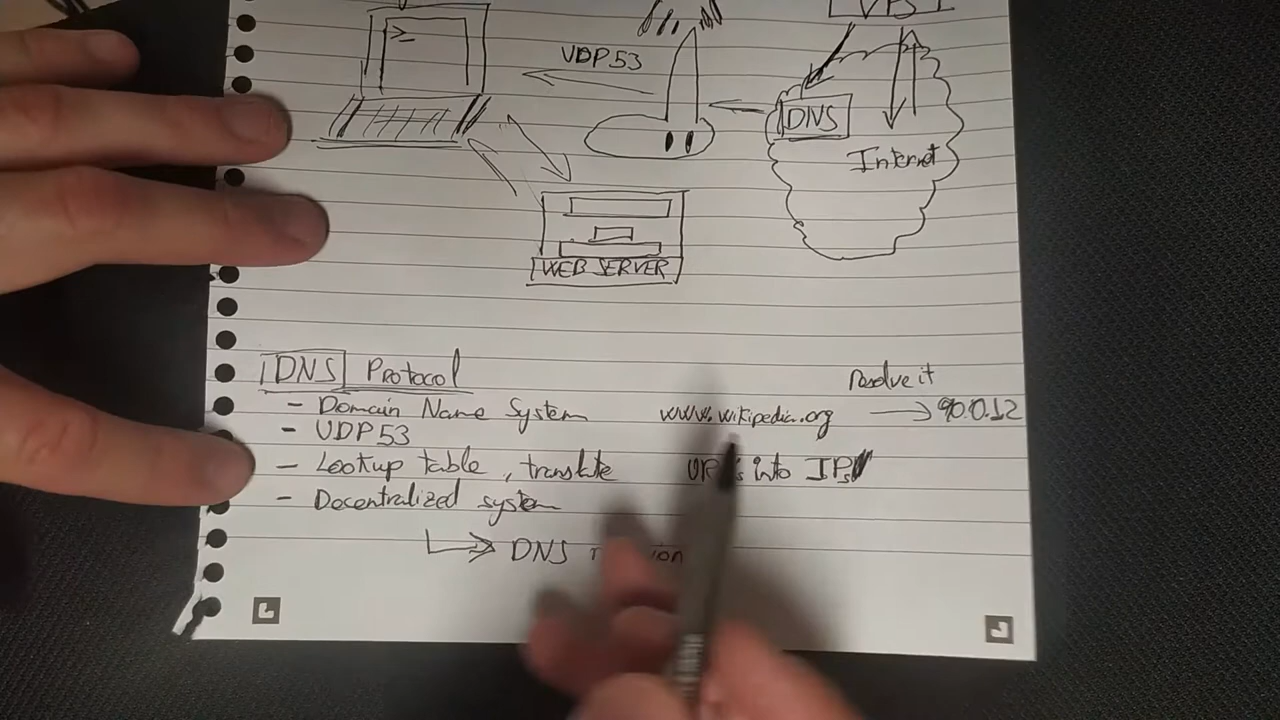 >_
UDP 53
DNS
Internet
WEB SERVER
DNS Protocol
Resolve it
- Domain Name System www.wikipedia.org → 90.0.12
- UDP 53
- Lookup table, translate into IPs
- Decentralized system
DNS